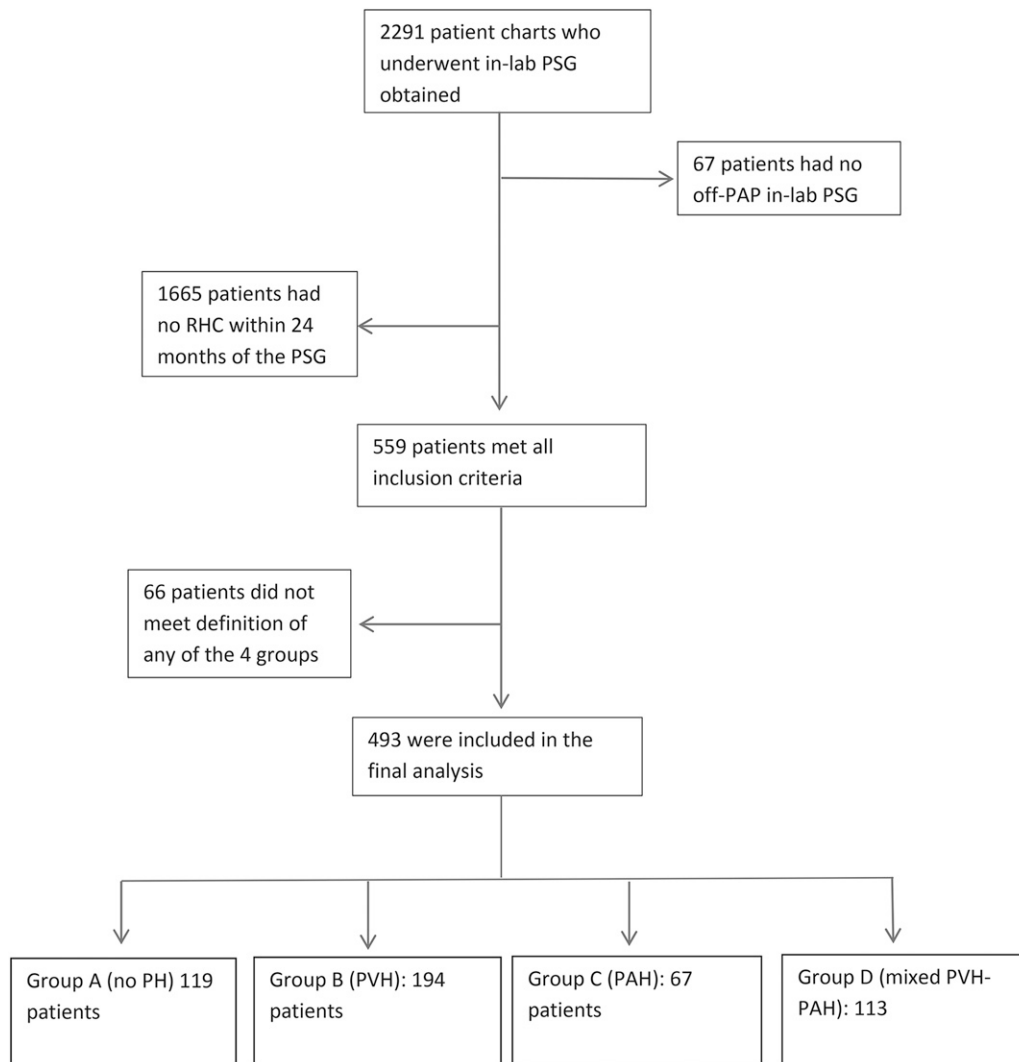 2291 patient charts who
underwent in-lab PSG
obtained
67 patients had no
off-PAP in-lab PSG
1665 patients had
no RHC within 24
months of the PSG
559 patients met all
inclusion criteria
66 patients did not
meet definition of
any of the 4 groups
493 were included in the
final analysis
Group A (no PH) 119
patients
Group B (PVH): 194
patients
Group C (PAH): 67
patients
Group D (mixed PVH-
PAH): 113